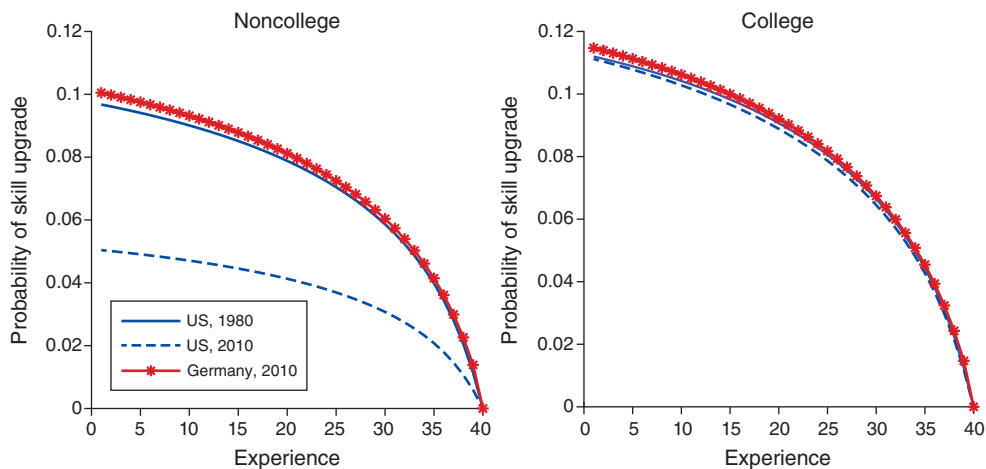 Noncollege
0.12
0.1
0.08
0.06
0.04
0.02
0
Probability of skill upgrade
US, 1980
US, 2010
Germany, 2010
0 5 10 15 20 25 30 35 40
Experience
College
0.12
0.1
0.08
0.06
0.04
0.02
0
Probability of skill upgrade
0 5 10 15 20 25 30 35 40
Experience